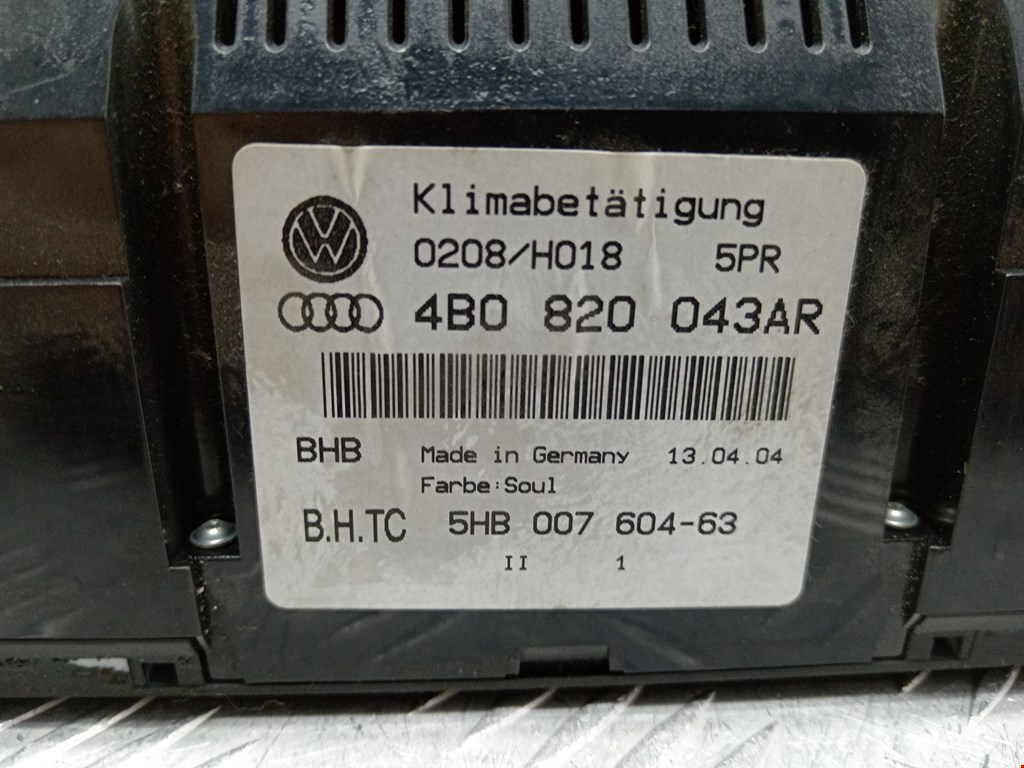 Klimabetätigung
0208/H018 5PR
4B0 820 043AR
BHB Made in Germany 13.04.04
Farbe:Soul
B.H.TC 5HB 007 604-63
II 1